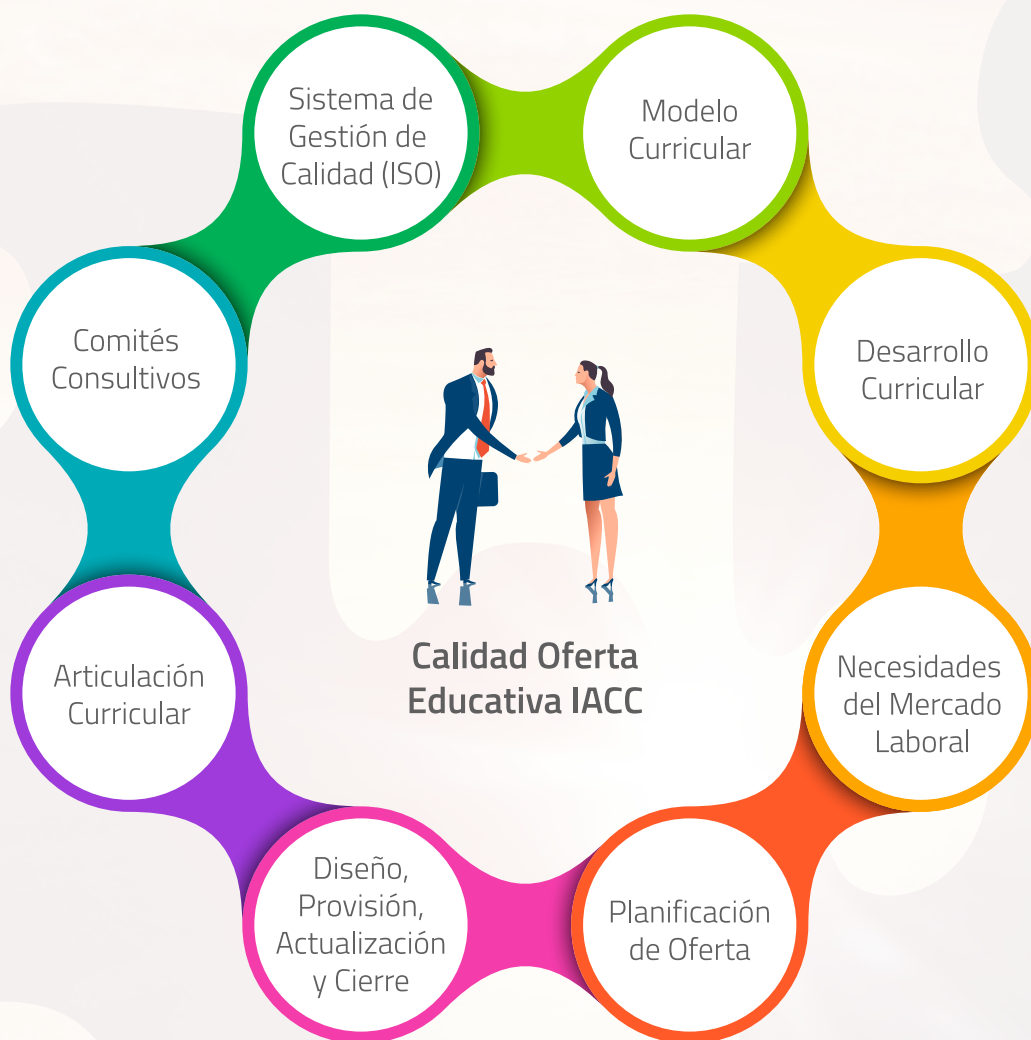 Sistema de
Gestión de
Calidad (ISO)
Modelo
Curricular
Desarrollo
Curricular
Necesidades
del Mercado
Laboral
Planificación
de Oferta
Diseño,
Provisión,
Actualización
y Cierre
Articulación
Curricular
Comités
Consultivos
Calidad Oferta
Educativa IACC